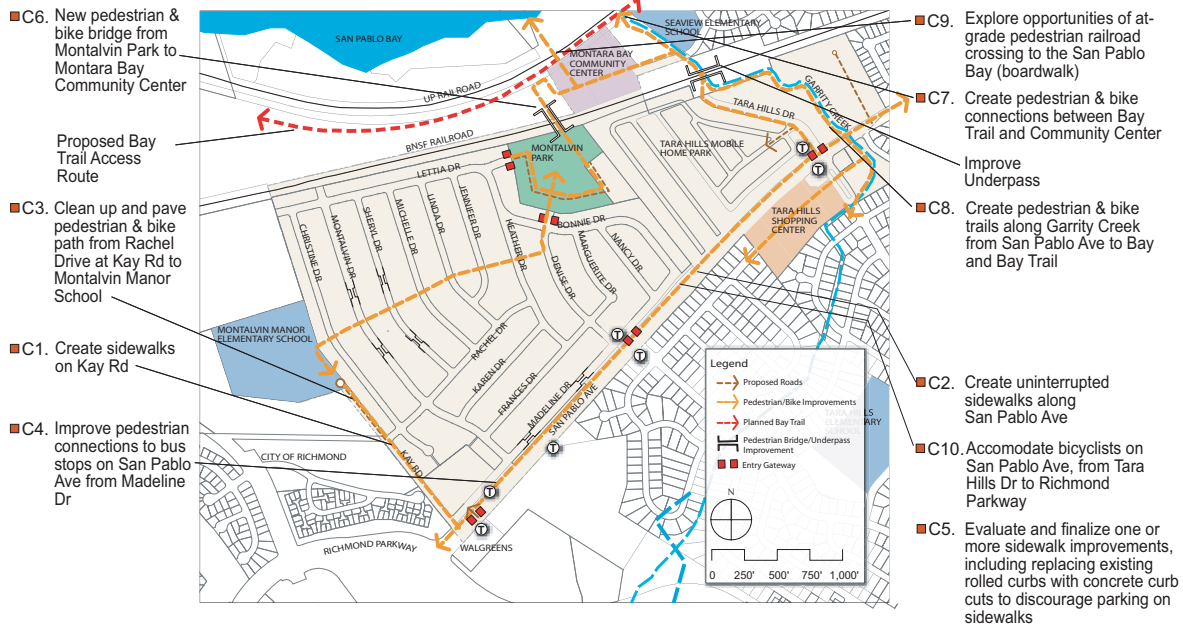 C6. New pedestrian &
bike bridge from
Montalvin Park to
Montara Bay
Community Center
Proposed Bay
Trail Access
Route
C3. Clean up and pave
pedestrian & bike
path from Rachel
Drive at Kay Rd to
Montalvin Manor
School
C1. Create sidewalks
on Kay Rd
C4. Improve pedestrian
connections to bus
stops on San Pablo
Ave from Madeline
Dr
SAN PABLO BAY
SEAVIEW ELEMENTARY
SCHOOL
MONTARA BAY
COMMUNITY
CENTER
UP RAILROAD
BNSF RAILROAD
GARRITY CREEK
TARA HILLS DR
TARA HILLS MOBILE
HOME PARK
MONTALVIN
PARK
LETTIA DR
TARA HILLS
SHOPPING
CENTER
BONNIE DR
CHRISTINE DR
MONTALVIN DR
SHERYL DR
MICHELLE DR
LINDA DR
JENNIFER DR
HEATHER DR
DENISE DR
MARGUERITE DR
NANCY DR
MONTALVIN MANOR
ELEMENTARY SCHOOL
RACHEL DR
KAREN DR
FRANCES DR
MADELINE DR
SAN PABLO AVE
KAY RD
CITY OF RICHMOND
RICHMOND PARKWAY
WALGREENS
T
T
T
T
T
T
T
TARA HILLS
ELEMENTARY
SCHOOL
Legend
Proposed Roads
Pedestrian/Bike Improvements
Planned Bay Trail
Pedestrian Bridge/Underpass
Improvement
Entry Gateway
N
0 250' 500' 750' 1,000'
C9. Explore opportunities of at-
grade pedestrian railroad
crossing to the San Pablo
Bay (boardwalk)
C7. Create pedestrian & bike
connections between Bay
Trail and Community Center
Improve
Underpass
C8. Create pedestrian & bike
trails along Garrity Creek
from San Pablo Ave to Bay
and Bay Trail
C2. Create uninterrupted
sidewalks along
San Pablo Ave
C10. Accomodate bicyclists on
San Pablo Ave, from Tara
Hills Dr to Richmond
Parkway
C5. Evaluate and finalize one or
more sidewalk improvements,
including replacing existing
rolled curbs with concrete curb
cuts to discourage parking on
sidewalks